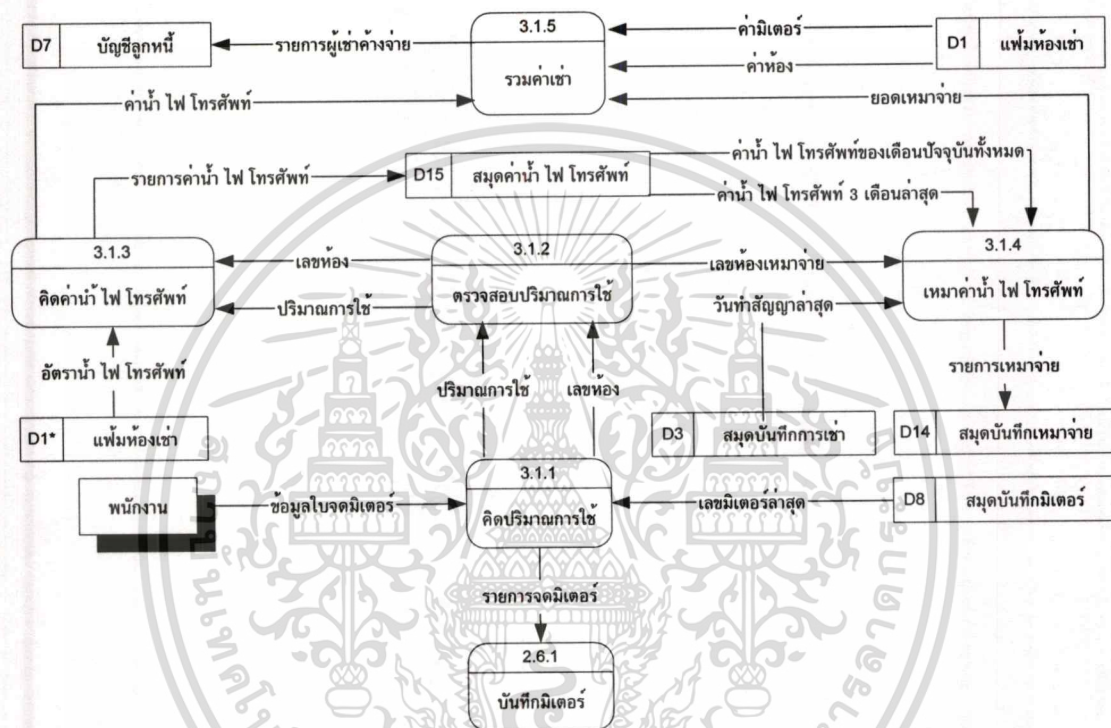 3.1.5
ค่ามิเตอร์
D7 บัญชีลูกหนี้
รายการผู้เช่าค้างจ่าย
D1 แฟ้มห้องเช่า
รวมค่าเช่า
ค่าห้อง
ค่าน้ำ ไฟ โทรศัพท์
ยอดเหมาจ่าย
ค่าน้ำ ไฟ โทรศัพท์ของเดือนปัจจุบันทั้งหมด
รายการค่าน้ำ ไฟ โทรศัพท์
D15 สมุดค่าน้ำ ไฟ โทรศัพท์
ค่าน้ำ ไฟ โทรศัพท์ 3 เดือนล่าสุด
3.1.3
เลขห้อง
3.1.2
เลขห้องเหมาจ่าย
3.1.4
คิดค่าน้ำ ไฟ โทรศัพท์
ปริมาณการใช้
ตรวจสอบปริมาณการใช้
วันทำสัญญาล่าสุด
เหมาค่าน้ำ ไฟ โทรศัพท์
อัตราน้ำ ไฟ โทรศัพท์
ปริมาณการใช้
เลขห้อง
รายการเหมาจ่าย
D1* แฟ้มห้องเช่า
D3 สมุดบันทึกการเช่า
D14 สมุดบันทึกเหมาจ่าย
3.1.1
พนักงาน
ข้อมูลใบจดมิเตอร์
คิดปริมาณการใช้
เลขมิเตอร์ล่าสุด
D8 สมุดบันทึกมิเตอร์
รายการจดมิเตอร์
2.6.1
บันทึกมิเตอร์